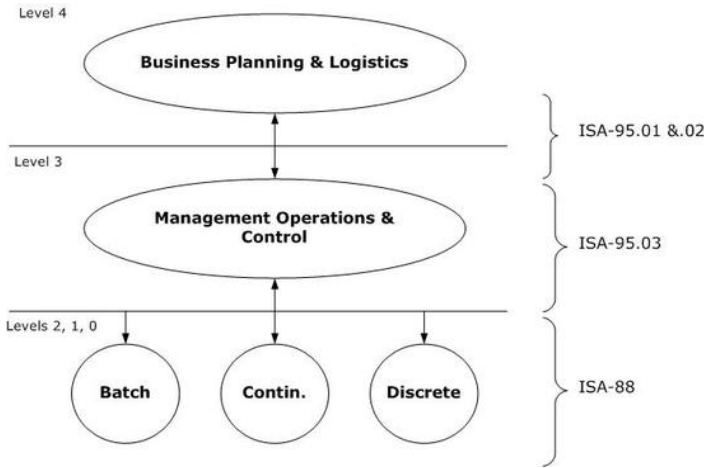 Level 4
Business Planning & Logistics
ISA-95.01 &.02
Level 3
Management Operations &
Control
ISA-95.03
Levels 2, 1, 0
Batch
Contin.
Discrete
ISA-88